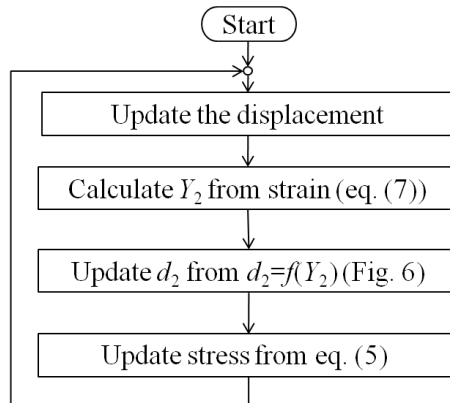 Start
Update the displacement
Calculate Y₂ from strain (eq. (7))
Update d₂ from d₂=f(Y₂) (Fig. 6)
Update stress from eq. (5)